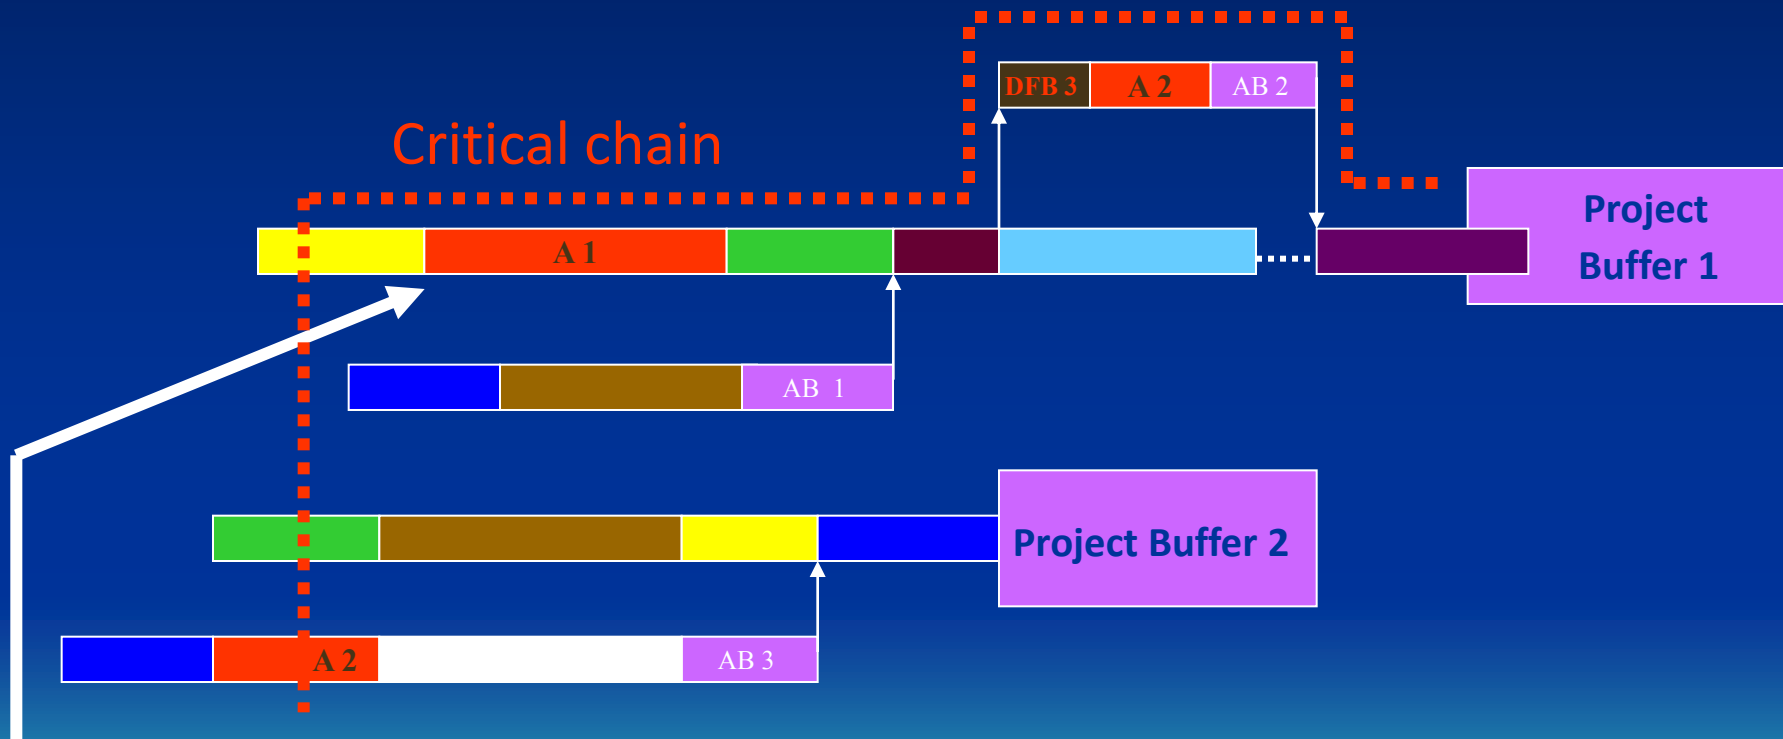 DFB 3 A 2 AB 2
Critical chain
Project
Buffer 1
A 1
AB  1
Project Buffer 2
A 2 AB 3